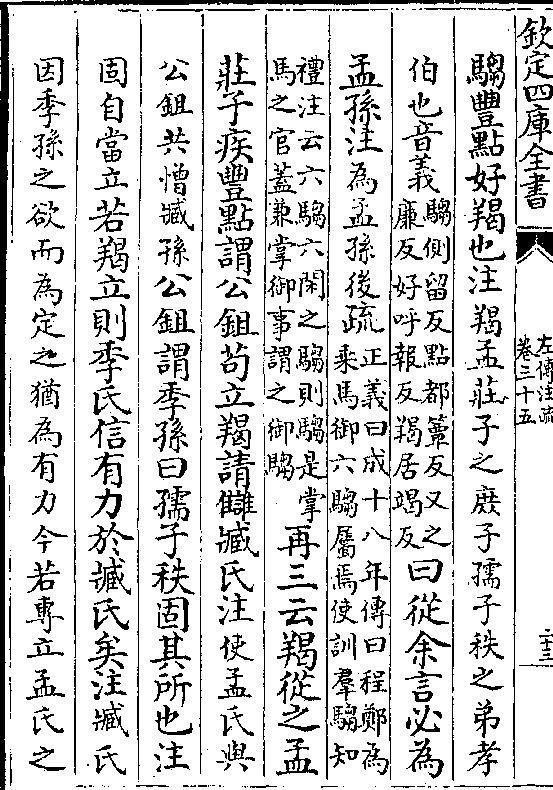 欽定四庫全書
左傳注疏
卷三十五
二十三
騶豐點好羯也注羯孟莊子之庶子孺子秩之弟孝
伯也音義騶側留反點都簟反又之
廉反好呼報反羯居竭反曰從余言必為
孟孫注為孟孫後疏正義曰成十八年傳曰程鄭為
乘馬御六騶屬焉使訓羣騶知
禮注云六騶六閑之騶則騶是掌
馬之官蓋兼掌御事謂之御騶再三云羯從之孟
莊子疾豐點謂公鉏苟立羯請讎臧氏注使孟氏與
公鉏共憎臧孫公鉏謂季孫曰孺子秩固其所也注
固自當立若羯立則季氏信有力於臧氏矣注臧氏
因季孫之欲而為定之猶為有力今若專立孟氏之